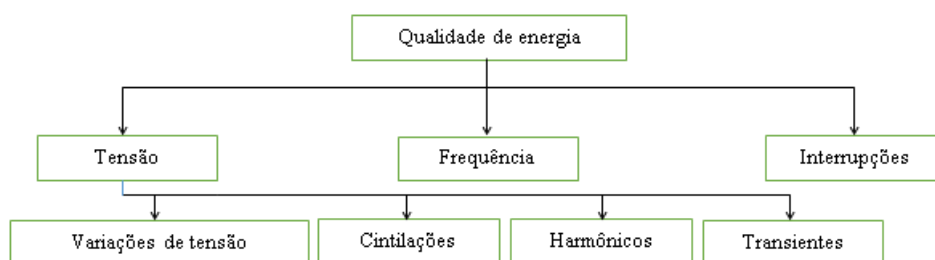 Qualidade de energia
Tensão
Frequência
Interrupções
Variações de tensão
Cintilações
Harmônicos
Transientes